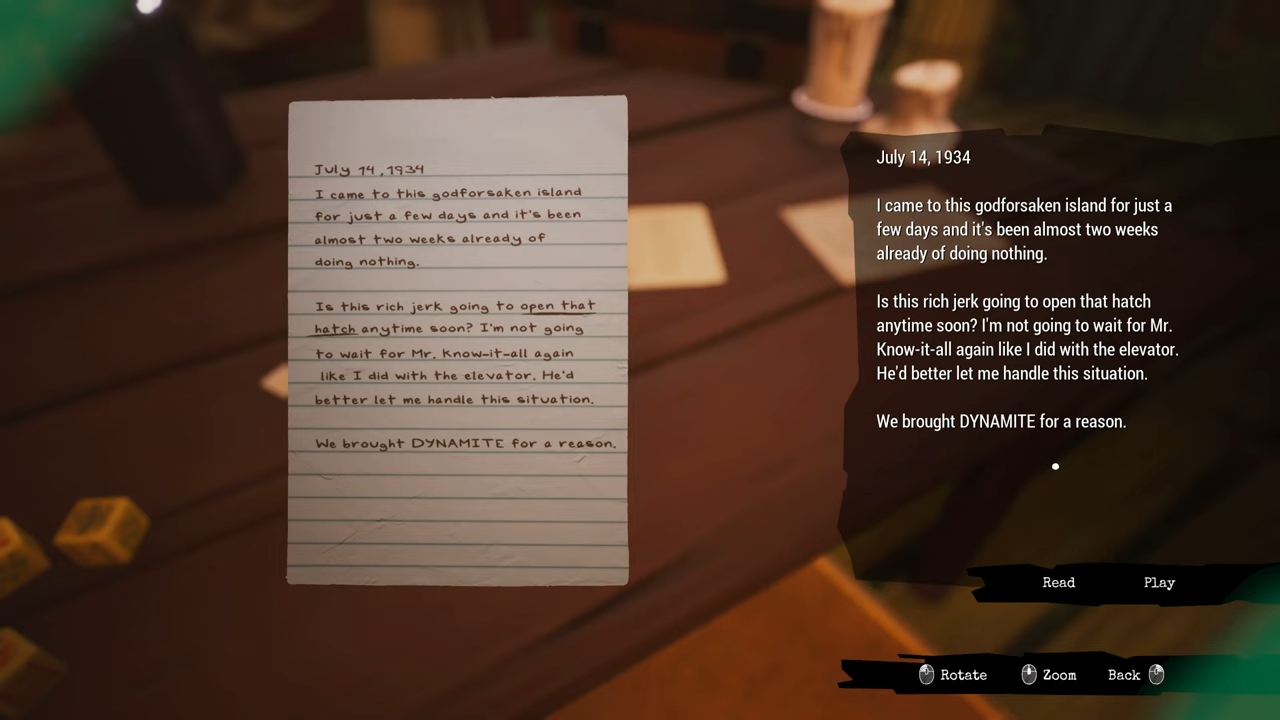 July 14, 1934
I came to this godforsaken island
for just a few days and it's been
almost two weeks already of
doing nothing.
Is this rich jerk going to open that
hatch anytime soon? I'm not going
to wait for Mr. Know-it-all again
like I did with the elevator. He'd
better let me handle this situation.
We brought DYNAMITE for a reason.
July 14, 1934
I came to this godforsaken island for just a
few days and it's been almost two weeks
already of doing nothing.
Is this rich jerk going to open that hatch
anytime soon? I'm not going to wait for Mr.
Know-it-all again like I did with the elevator.
He'd better let me handle this situation.
We brought DYNAMITE for a reason.
Read Play
Rotate Zoom Back